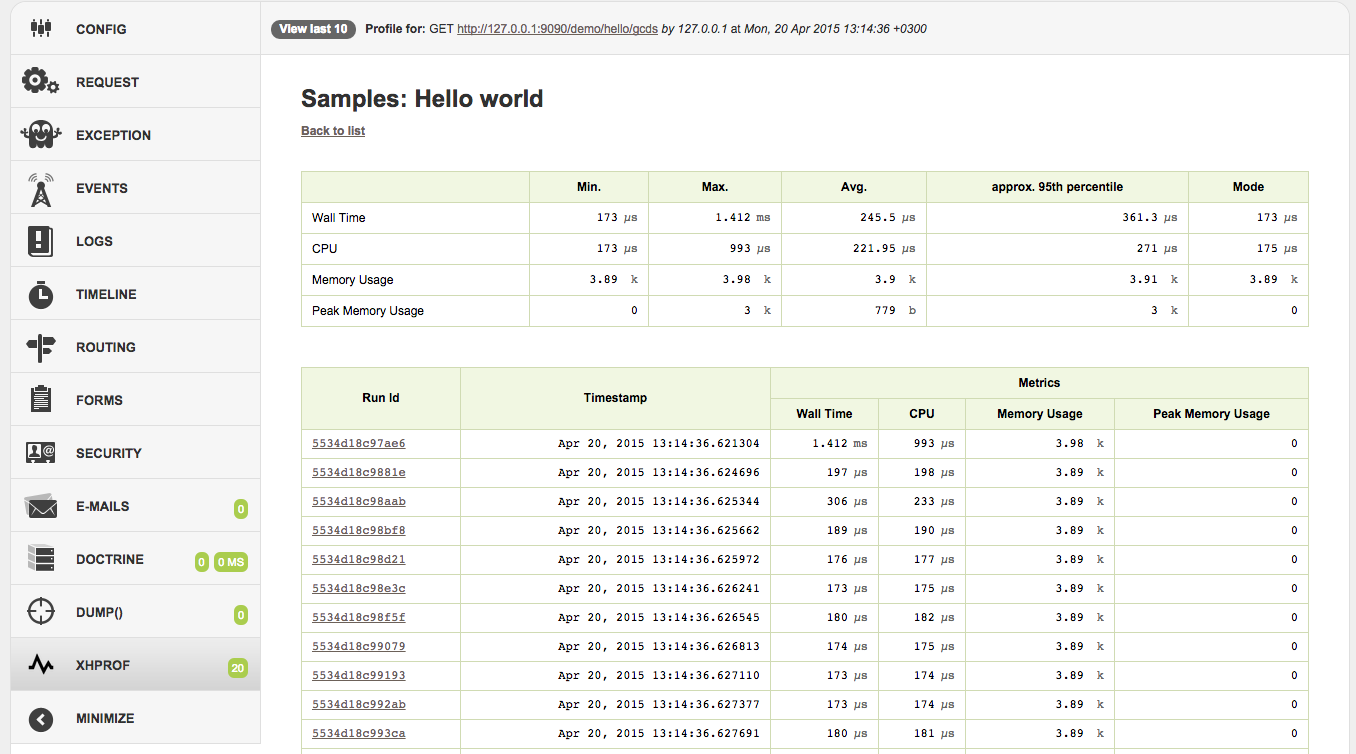 CONFIG
REQUEST
EXCEPTION
EVENTS
LOGS
TIMELINE
ROUTING
FORMS
SECURITY
E-MAILS 0
DOCTRINE 0 0 MS
DUMP() 0
XHPROF 20
MINIMIZE
View last 10 Profile for: GET http://127.0.0.1:9090/demo/hello/gcds by 127.0.0.1 at Mon, 20 Apr 2015 13:14:36 +0300
Samples: Hello world
Back to list
Min. Max. Avg. approx. 95th percentile Mode
Wall Time 173 µs 1.412 ms 245.5 µs 361.3 µs 173 µs
CPU 173 µs 993 µs 221.95 µs 271 µs 175 µs
Memory Usage 3.89 k 3.98 k 3.9 k 3.91 k 3.89 k
Peak Memory Usage 0 3 k 779 b 3 k 0
Run Id Timestamp Metrics
Wall Time CPU Memory Usage Peak Memory Usage
5534d18c97ae6 Apr 20, 2015 13:14:36.621304 1.412 ms 993 µs 3.98 k 0
5534d18c9881e Apr 20, 2015 13:14:36.624696 197 µs 198 µs 3.89 k 0
5534d18c98aab Apr 20, 2015 13:14:36.625344 306 µs 233 µs 3.89 k 0
5534d18c98bf8 Apr 20, 2015 13:14:36.625662 189 µs 190 µs 3.89 k 0
5534d18c98d21 Apr 20, 2015 13:14:36.625972 176 µs 177 µs 3.89 k 0
5534d18c98e3c Apr 20, 2015 13:14:36.626241 173 µs 175 µs 3.89 k 0
5534d18c98f5f Apr 20, 2015 13:14:36.626545 180 µs 182 µs 3.89 k 0
5534d18c99079 Apr 20, 2015 13:14:36.626813 174 µs 175 µs 3.89 k 0
5534d18c99193 Apr 20, 2015 13:14:36.627110 173 µs 174 µs 3.89 k 0
5534d18c992ab Apr 20, 2015 13:14:36.627377 173 µs 174 µs 3.89 k 0
5534d18c993ca Apr 20, 2015 13:14:36.627691 180 µs 181 µs 3.89 k 0